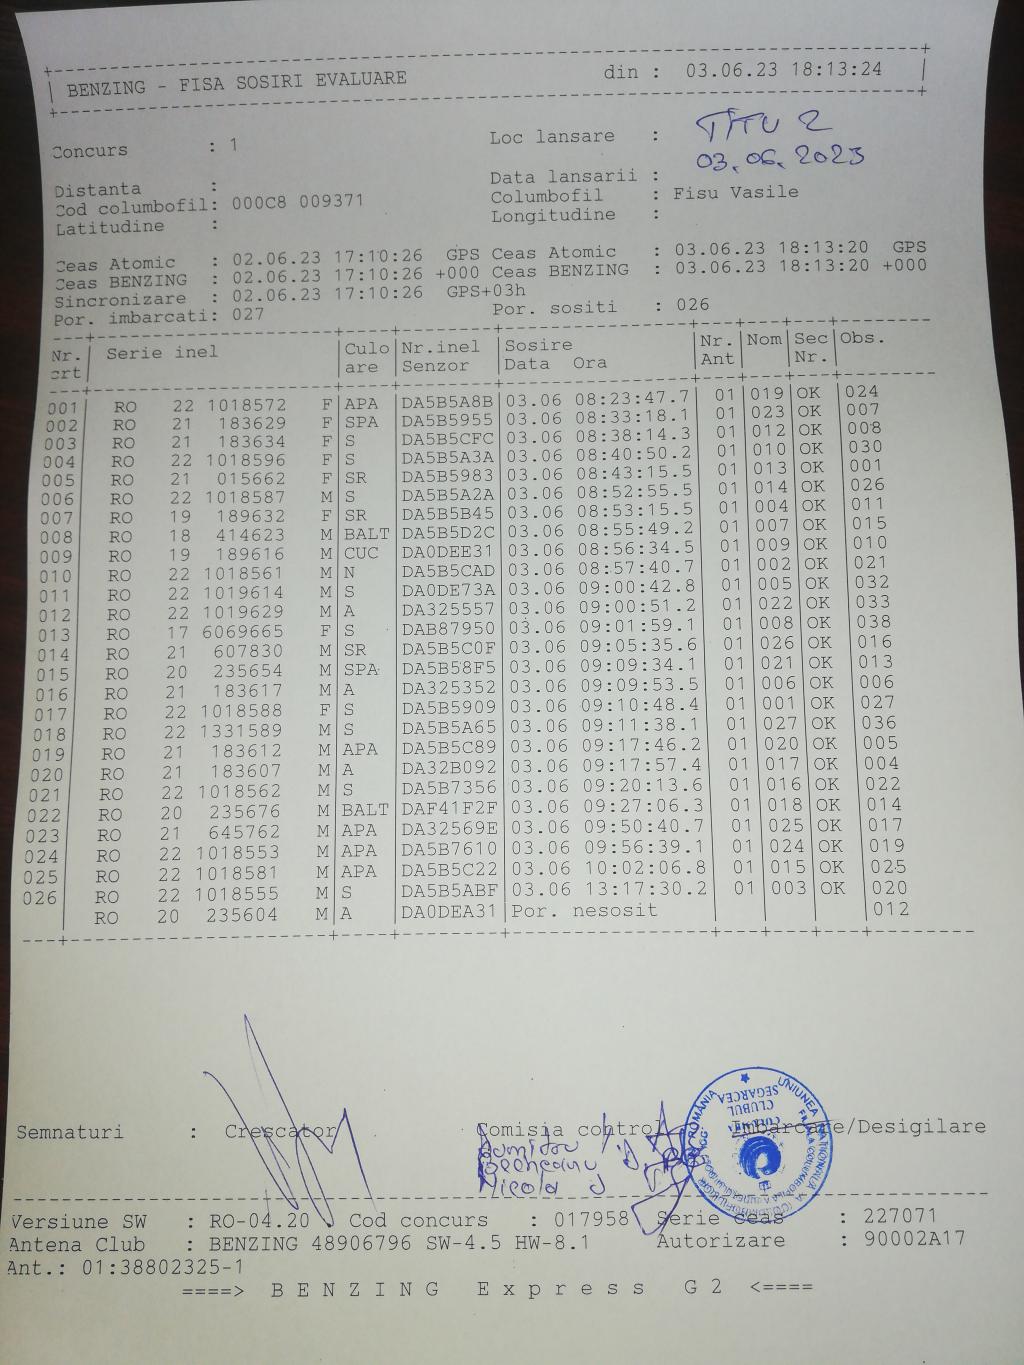 BENZING - FISA SOSIRI EVALUARE din : 03.06.23 18:13:24
Concurs : 1 Loc lansare : TITU 2
03.06.2023
Distanta : Data lansarii :
Cod columbofil: 000C8 009371 Columbofil : Fisu Vasile
Latitudine : Longitudine :
Ceas Atomic : 02.06.23 17:10:26 GPS Ceas Atomic : 03.06.23 18:13:20 GPS
Ceas BENZING : 02.06.23 17:10:26 +000 Ceas BENZING : 03.06.23 18:13:20 +000
Sincronizare : 02.06.23 17:10:26 GPS+03h
Por. imbarcati: 027 Por. sositi : 026
Nr. Serie inel Culo Nr.inel Sosire Nr. Nom Sec Obs.
crt are Senzor Data Ora Ant Nr.
001 RO 22 1018572 F APA DA5B5A8B 03.06 08:23:47.7 01 019 OK 024
002 RO 21 183629 F SPA DA5B5955 03.06 08:33:18.1 01 023 OK 007
003 RO 21 183634 F S DA5B5CFC 03.06 08:38:14.3 01 012 OK 008
004 RO 22 1018596 F S DA5B5A3A 03.06 08:40:50.2 01 010 OK 030
005 RO 21 015662 F SR DA5B5983 03.06 08:43:15.5 01 013 OK 001
006 RO 22 1018587 M S DA5B5A2A 03.06 08:52:55.5 01 014 OK 026
007 RO 19 189632 F SR DA5B5B45 03.06 08:53:15.5 01 004 OK 011
008 RO 18 414623 M BALT DA5B5D2C 03.06 08:55:49.2 01 007 OK 015
009 RO 19 189616 M CUC DA0DEE31 03.06 08:56:34.5 01 009 OK 010
010 RO 22 1018561 M N DA5B5CAD 03.06 08:57:40.7 01 002 OK 021
011 RO 22 1019614 M S DA0DE73A 03.06 09:00:42.8 01 005 OK 032
012 RO 22 1019629 M A DA325557 03.06 09:00:51.2 01 022 OK 033
013 RO 17 6069665 F S DAB87950 03.06 09:01:59.1 01 008 OK 038
014 RO 21 607830 M SR DA5B5C0F 03.06 09:05:35.6 01 026 OK 016
015 RO 20 235654 M SPA DA5B58F5 03.06 09:09:34.1 01 021 OK 013
016 RO 21 183617 M A DA325352 03.06 09:09:53.5 01 006 OK 006
017 RO 22 1018588 F S DA5B5909 03.06 09:10:48.4 01 001 OK 027
018 RO 22 1331589 M S DA5B5A65 03.06 09:11:38.1 01 027 OK 036
019 RO 21 183612 M APA DA5B5C89 03.06 09:17:46.2 01 020 OK 005
020 RO 21 183607 M A DA32B092 03.06 09:17:57.4 01 017 OK 004
021 RO 22 1018562 M S DA5B7356 03.06 09:20:13.6 01 016 OK 022
022 RO 20 235676 M BALT DAF41F2F 03.06 09:27:06.3 01 018 OK 014
023 RO 21 645762 M APA DA32569E 03.06 09:50:40.7 01 025 OK 017
024 RO 22 1018553 M APA DA5B7610 03.06 09:56:39.1 01 024 OK 019
025 RO 22 1018581 M APA DA5B5C22 03.06 10:02:06.8 01 015 OK 025
026 RO 22 1018555 M S DA5B5ABF 03.06 13:17:30.2 01 003 OK 020
RO 20 235604 M A DA0DEA31 Por. nesosit 012
Semnaturi : Crescator Comisia control Imbarcare/Desigilare
ROMÂNIA UNIUNEA
CLUBUL
SEGARCEA
Versiune SW : RO-04.20 Cod concurs : 017958 Serie ceas : 227071
Antena Club : BENZING 48906796 SW-4.5 HW-8.1 Autorizare : 90002A17
Ant.: 01:38802325-1
====> BENZING Express G2 <====